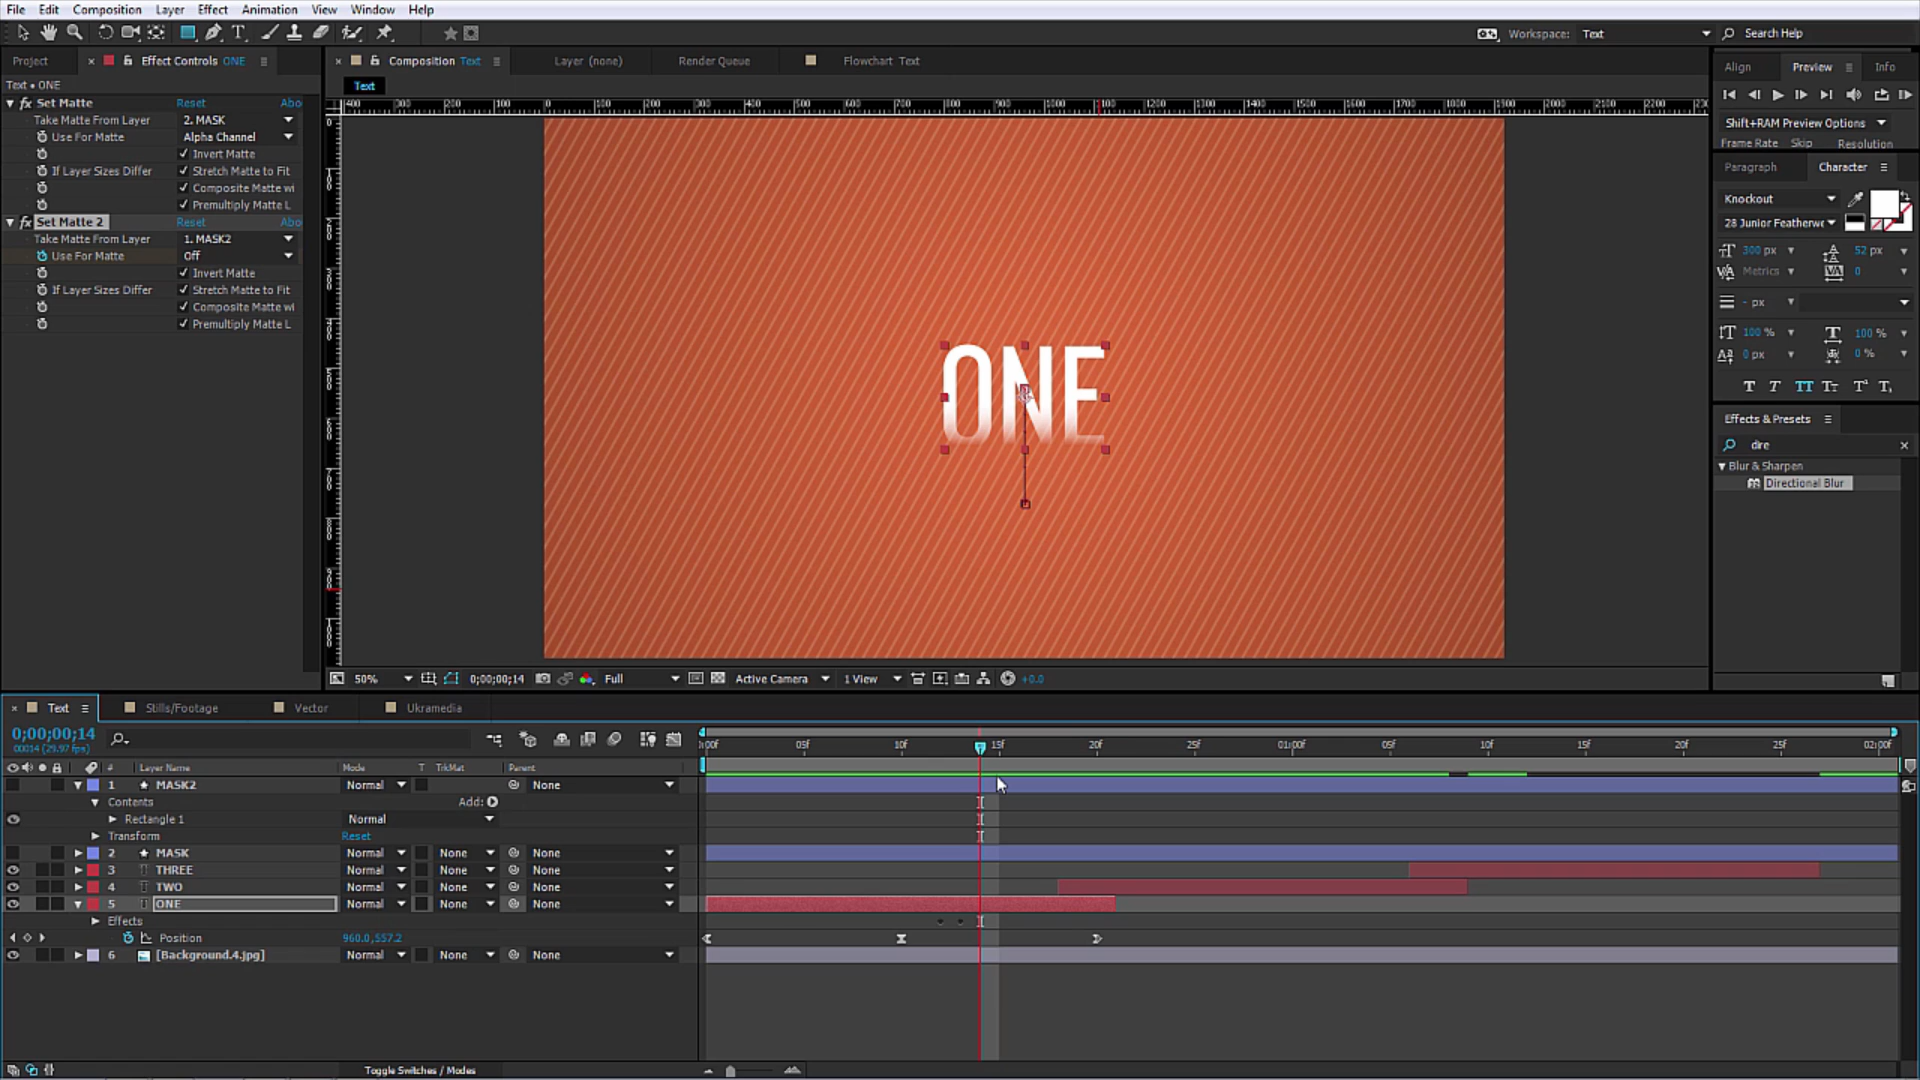 File Edit Composition Layer Effect Animation View Window Help
Workspace: Text Search Help
Project Effect Controls ONE
Text • ONE
fx Set Matte Reset Abo
Take Matte From Layer 2. MASK
Use For Matte Alpha Channel
Invert Matte
If Layer Sizes Differ Stretch Matte to Fit
Composite Matte wi
Premultiply Matte L
fx Set Matte 2 Reset Abo
Take Matte From Layer 1. MASK2
Use For Matte Off
Invert Matte
If Layer Sizes Differ Stretch Matte to Fit
Composite Matte wi
Premultiply Matte L
Composition Text Layer (none) Render Queue Flowchart Text
Text
ONE
50% 0;00;00;14 Full Active Camera 1 View +0.0
Align Preview Info
Shift+RAM Preview Options
Frame Rate Skip Resolution
Paragraph Character
Knockout
28 Junior Featherwe
300 px 52 px
Metrics 0
- px
100 % 100 %
0 px 0 %
T T TT Tr T¹ T,
Effects & Presets
dire
Blur & Sharpen
Directional Blur
Text Stills/Footage Vector Ukramedia
0;00;00;14
00014 (29.97 fps)
:00f 05f 10f 15f 20f 25f 01:00f 05f 10f 15f 20f 25f 02:00f
# Layer Name Mode T TrkMat Parent
1 MASK2 Normal None
Contents Add:
Rectangle 1 Normal
Transform Reset
2 MASK Normal None None
3 THREE Normal None None
4 TWO Normal None None
5 ONE Normal None None
Effects
Position 960.0,557.2
6 [Background.4.jpg] Normal None None
Toggle Switches / Modes